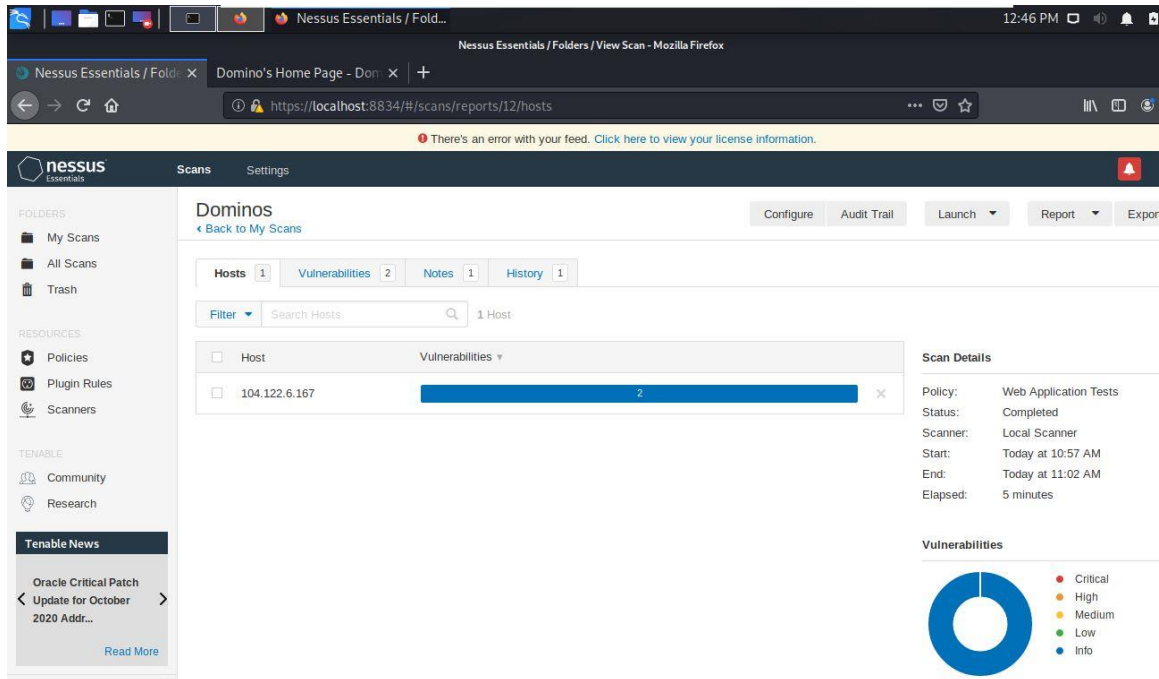 Nessus Essentials / Fold...
12:46 PM
Nessus Essentials / Folders / View Scan - Mozilla Firefox
Nessus Essentials / Folde
Domino's Home Page - Dom
https://localhost:8834/#/scans/reports/12/hosts
There's an error with your feed. Click here to view your license information.
nessus
Essentials
Scans
Settings
FOLDERS
My Scans
All Scans
Trash
RESOURCES
Policies
Plugin Rules
Scanners
TENABLE
Community
Research
Tenable News
Oracle Critical Patch
Update for October
2020 Addr...
Read More
Dominos
Back to My Scans
Configure
Audit Trail
Launch
Report
Expor
Hosts 1
Vulnerabilities 2
Notes 1
History 1
Filter
Search Hosts
1 Host
Host
Vulnerabilities
104.122.6.167
2
Scan Details
Policy: Web Application Tests
Status: Completed
Scanner: Local Scanner
Start: Today at 10:57 AM
End: Today at 11:02 AM
Elapsed: 5 minutes
Vulnerabilities
Critical
High
Medium
Low
Info